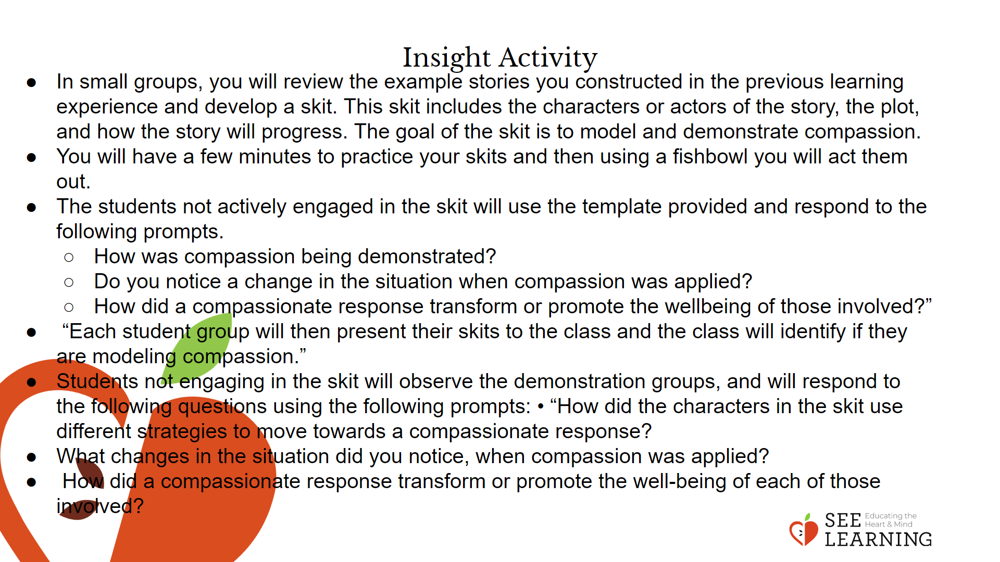 Insight Activity
● In small groups, you will review the example stories you constructed in the previous learning
experience and develop a skit. This skit includes the characters or actors of the story, the plot,
and how the story will progress. The goal of the skit is to model and demonstrate compassion.
● You will have a few minutes to practice your skits and then using a fishbowl you will act them
out.
● The students not actively engaged in the skit will use the template provided and respond to the
following prompts.
○ How was compassion being demonstrated?
○ Do you notice a change in the situation when compassion was applied?
○ How did a compassionate response transform or promote the wellbeing of those involved?”
● “Each student group will then present their skits to the class and the class will identify if they
are modeling compassion.”
● Students not engaging in the skit will observe the demonstration groups, and will respond to
the following questions using the following prompts: • “How did the characters in the skit use
different strategies to move towards a compassionate response?
● What changes in the situation did you notice, when compassion was applied?
● How did a compassionate response transform or promote the well-being of each of those
involved?
SEE Educating the
Heart & Mind
LEARNING